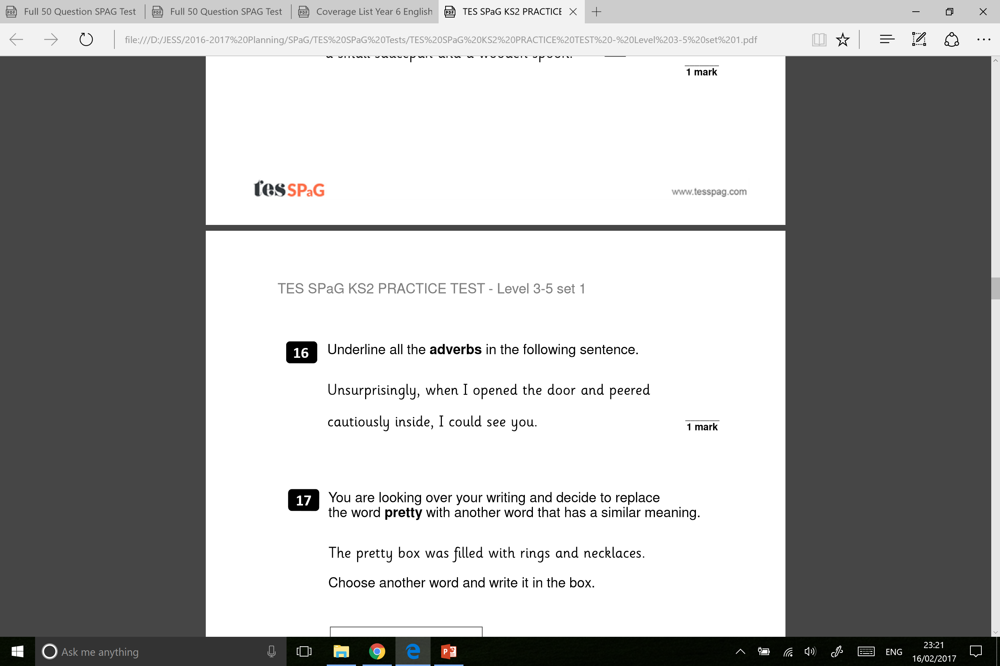 Full 50 Question SPAG Test
Full 50 Question SPAG Test
Coverage List Year 6 English
TES SPaG KS2 PRACTICE
file:///D:/JESS/2016-2017%20Planning/SPaG/TES%20SPaG%20Tests/TES%20SPaG%20KS2%20PRACTICE%20TEST%20-%20Level%203-5%20set%201.pdf
a small saucepan and a wooden spoon.
1 mark
tes SPaG
www.tesspag.com
TES SPaG KS2 PRACTICE TEST - Level 3-5 set 1
16 Underline all the adverbs in the following sentence.
Unsurprisingly, when I opened the door and peered
cautiously inside, I could see you.
1 mark
17 You are looking over your writing and decide to replace
the word pretty with another word that has a similar meaning.
The pretty box was filled with rings and necklaces.
Choose another word and write it in the box.
Ask me anything
ENG
23:21
16/02/2017